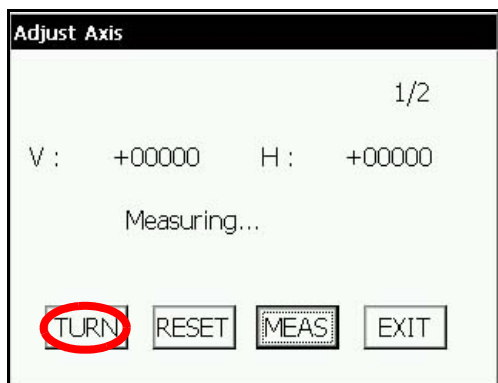 Adjust Axis
1/2
V : +00000 H : +00000
Measuring...
TURN RESET MEAS EXIT